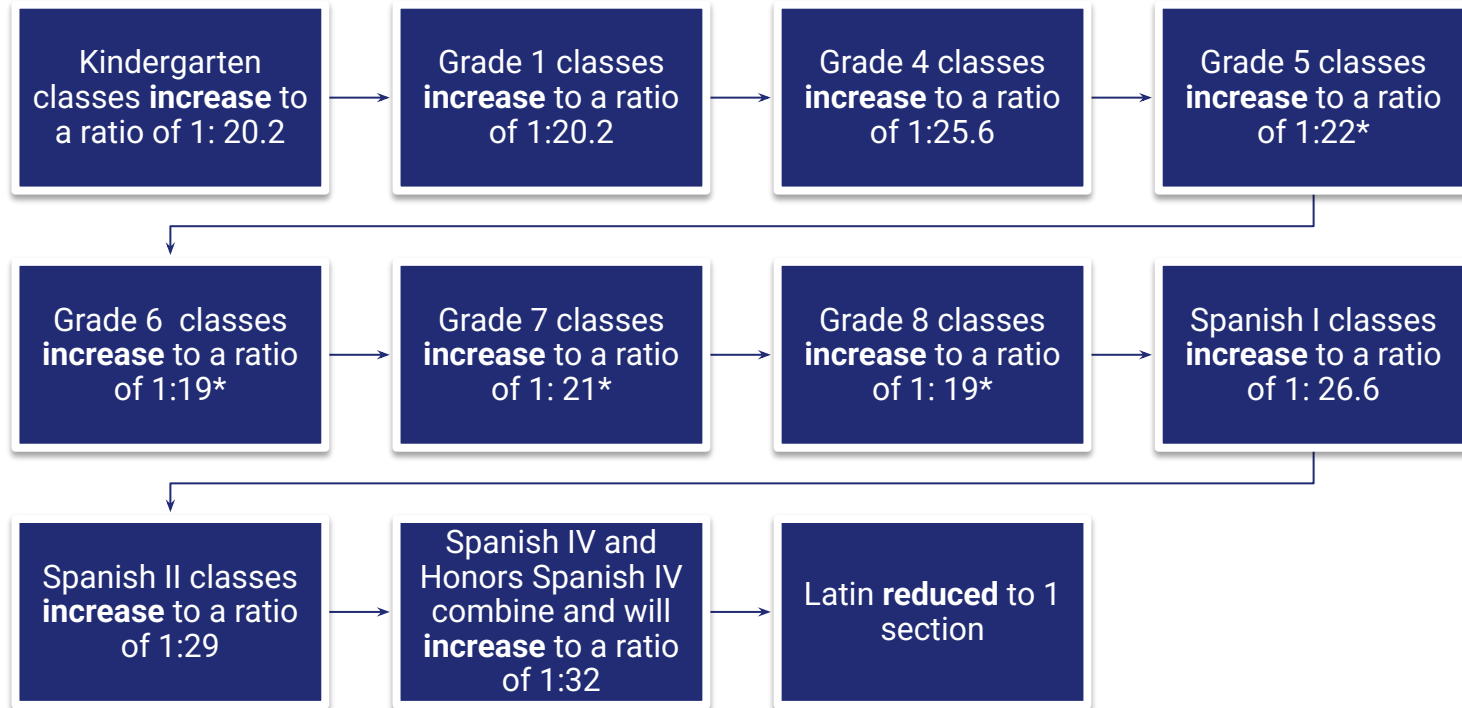 Kindergarten
classes increase to
a ratio of 1: 20.2
Grade 1 classes
increase to a ratio
of 1:20.2
Grade 4 classes
increase to a ratio
of 1:25.6
Grade 5 classes
increase to a ratio
of 1:22*
Grade 6  classes
increase to a ratio
of 1:19*
Grade 7 classes
increase to a ratio
of 1: 21*
Grade 8 classes
increase to a ratio
of 1: 19*
Spanish I classes
increase to a ratio
of 1: 26.6
Spanish II classes
increase to a ratio
of 1:29
Spanish IV and
Honors Spanish IV
combine and will
increase to a ratio
of 1:32
Latin reduced to 1
section